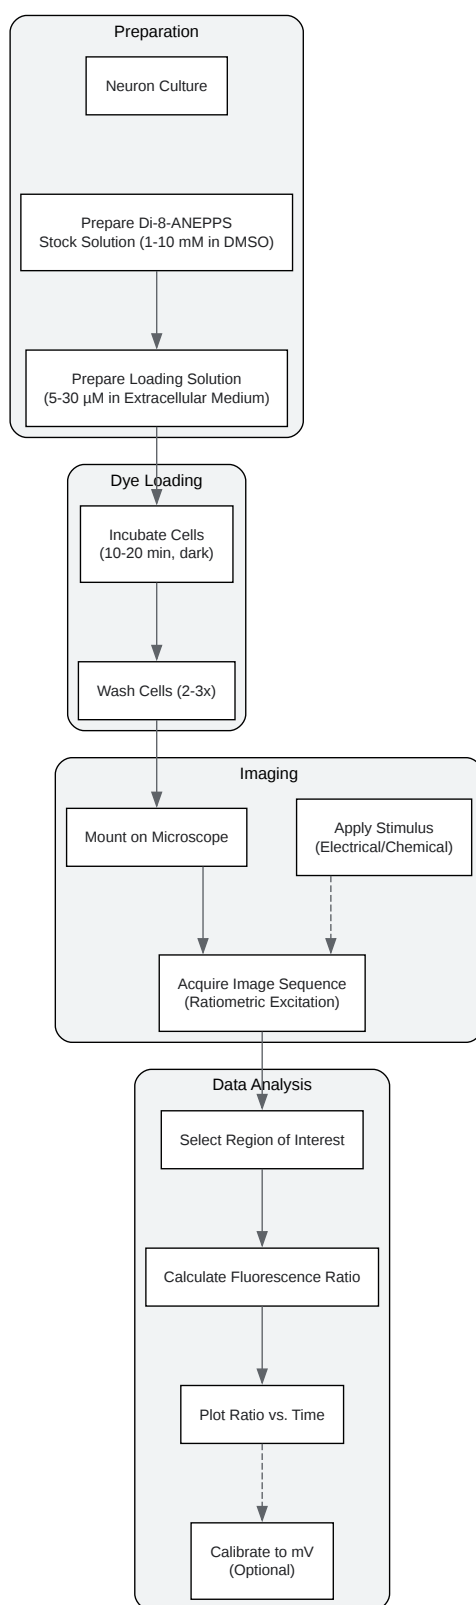 Preparation
Neuron Culture
Prepare Di-8-ANEPPS
Stock Solution (1-10 mM in DMSO)
Prepare Loading Solution
(5-30 µM in Extracellular Medium)
Dye Loading
Incubate Cells
(10-20 min, dark)
Wash Cells (2-3x)
Imaging
Mount on Microscope
Apply Stimulus
(Electrical/Chemical)
Acquire Image Sequence
(Ratiometric Excitation)
Data Analysis
Select Region of Interest
Calculate Fluorescence Ratio
Plot Ratio vs. Time
Calibrate to mV
(Optional)